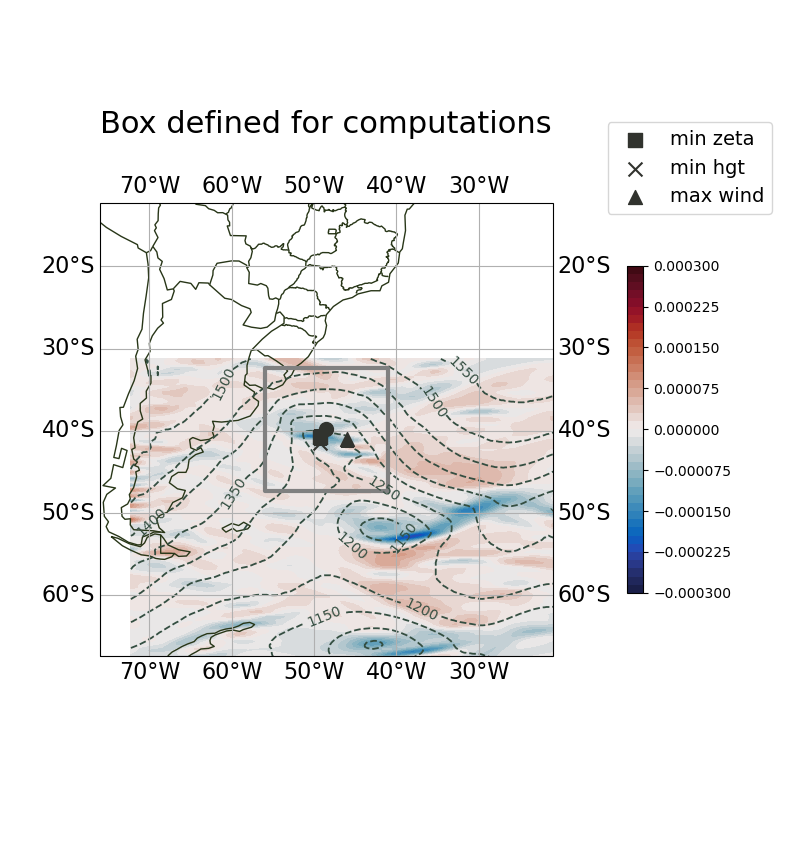 Box defined for computations
min zeta
min hgt
max wind
70°W 60°W 50°W 40°W 30°W
20°S 20°S
30°S 30°S
40°S 40°S
50°S 50°S
60°S 60°S
70°W 60°W 50°W 40°W 30°W
1550
1500
1500
1350
1250
1400
1200
1150
1200
1150
0.000300
0.000225
0.000150
0.000075
0.000000
−0.000075
−0.000150
−0.000225
−0.000300